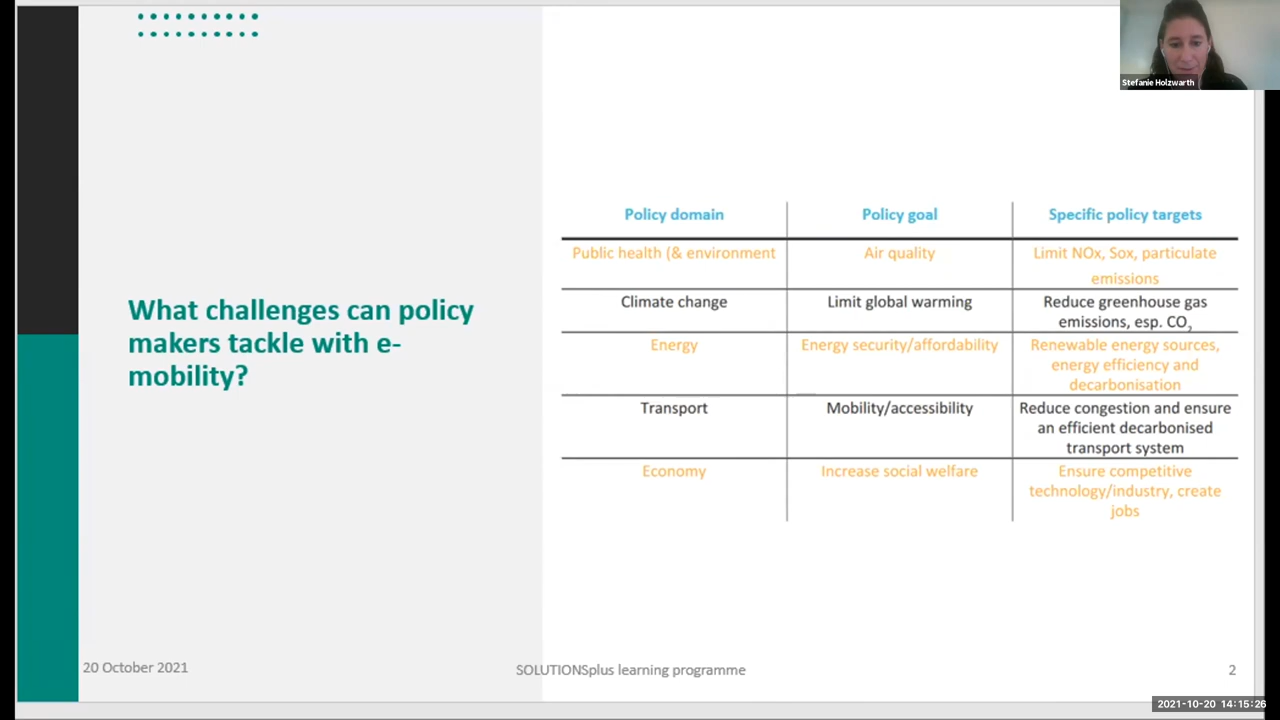 Stefanie Holzwarth
What challenges can policy
makers tackle with e-
mobility?
Policy domain
Policy goal
Specific policy targets
Public health (& environment
Air quality
Limit NOx, Sox, particulate
emissions
Climate change
Limit global warming
Reduce greenhouse gas
emissions, esp. CO₂
Energy
Energy security/affordability
Renewable energy sources,
energy efficiency and
decarbonisation
Transport
Mobility/accessibility
Reduce congestion and ensure
an efficient decarbonised
transport system
Economy
Increase social welfare
Ensure competitive
technology/industry, create
jobs
20 October 2021
SOLUTIONSplus learning programme
2
2021-10-20 14:15:26